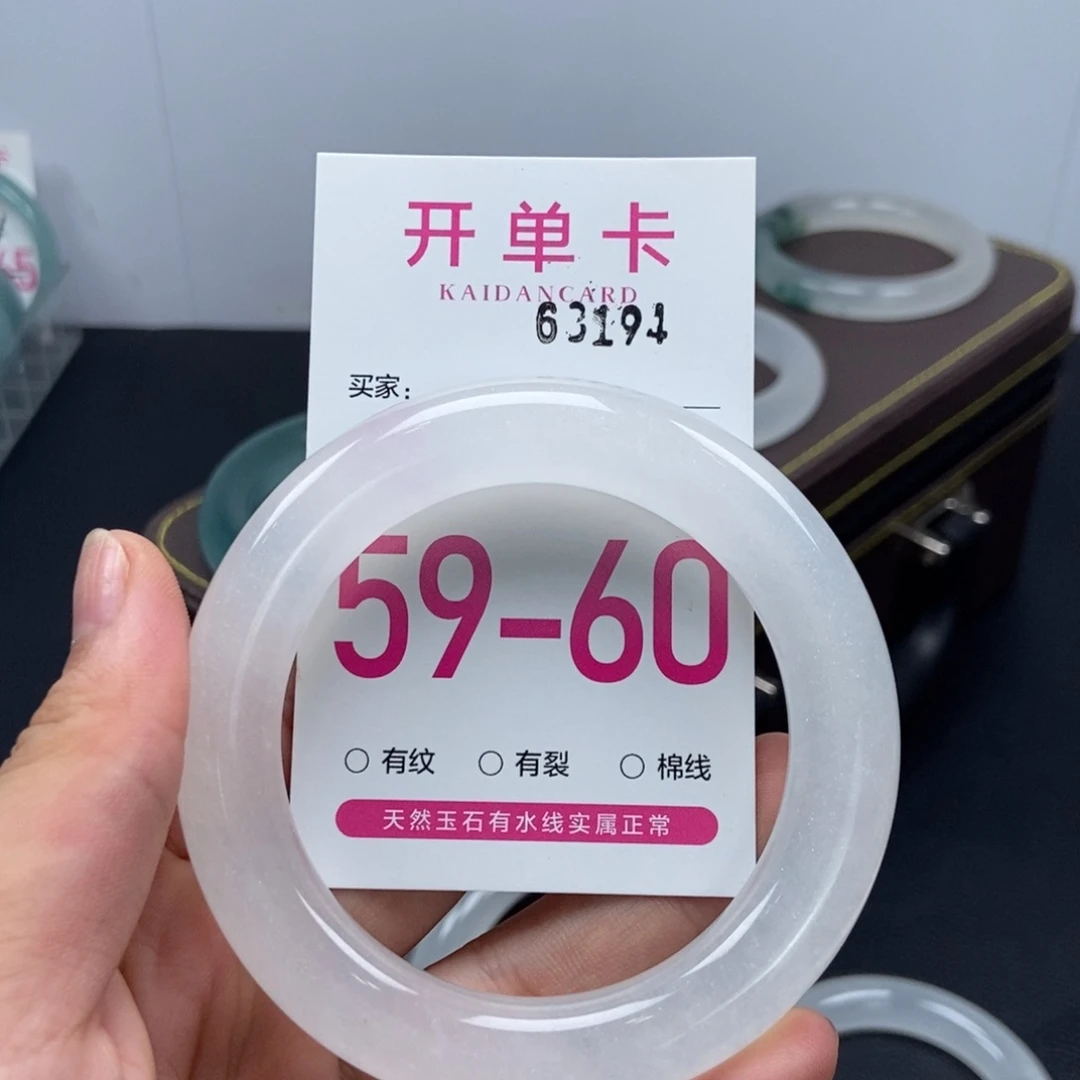 开单卡
KAIDANCARD
63194
买家：
59-60
○ 有纹 ○ 有裂 ○ 棉线
天然玉石有水线实属正常